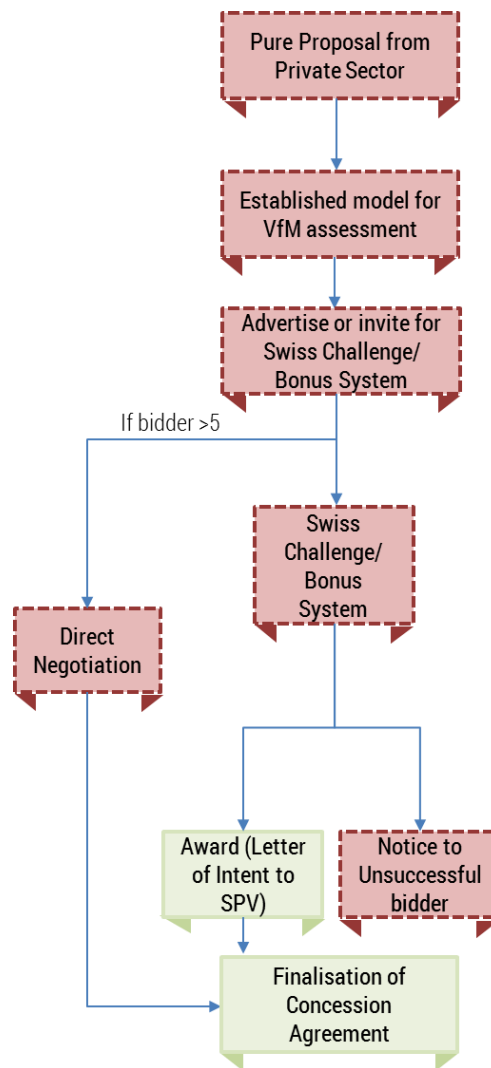 Pure Proposal from
Private Sector
Established model for
VfM assessment
Advertise or invite for
Swiss Challenge/
Bonus System
If bidder >5
Swiss
Challenge/
Bonus
System
Direct
Negotiation
Award (Letter
of Intent to
SPV)
Notice to
Unsuccessful
bidder
Finalisation of
Concession
Agreement